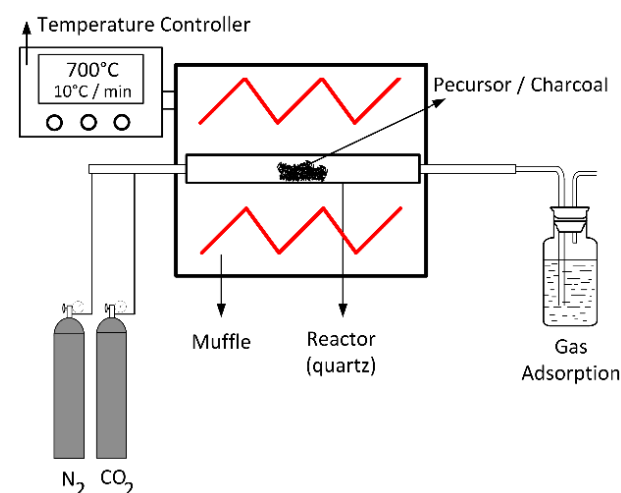 Temperature Controller
700°C
10°C / min
Pecursor / Charcoal
Muffle
Reactor
(quartz)
Gas
Adsorption
N2
CO2